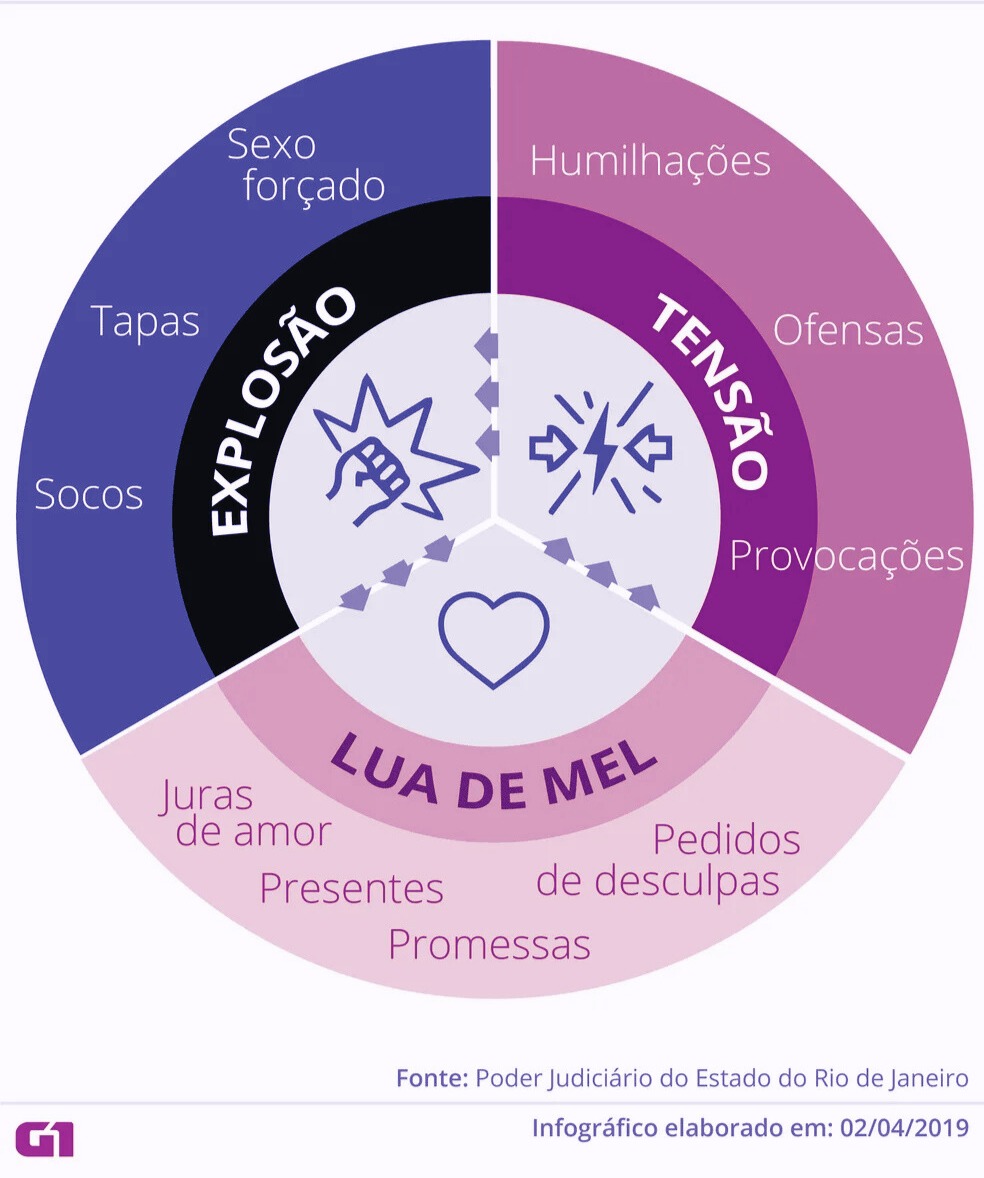 Sexo
forçado
Humilhações
Tapas
EXPLOSÃO
TENSÃO
Ofensas
Socos
Provocações
LUA DE MEL
Juras
de amor
Pedidos
de desculpas
Presentes
Promessas
Fonte: Poder Judiciário do Estado do Rio de Janeiro
G1
Infográfico elaborado em: 02/04/2019